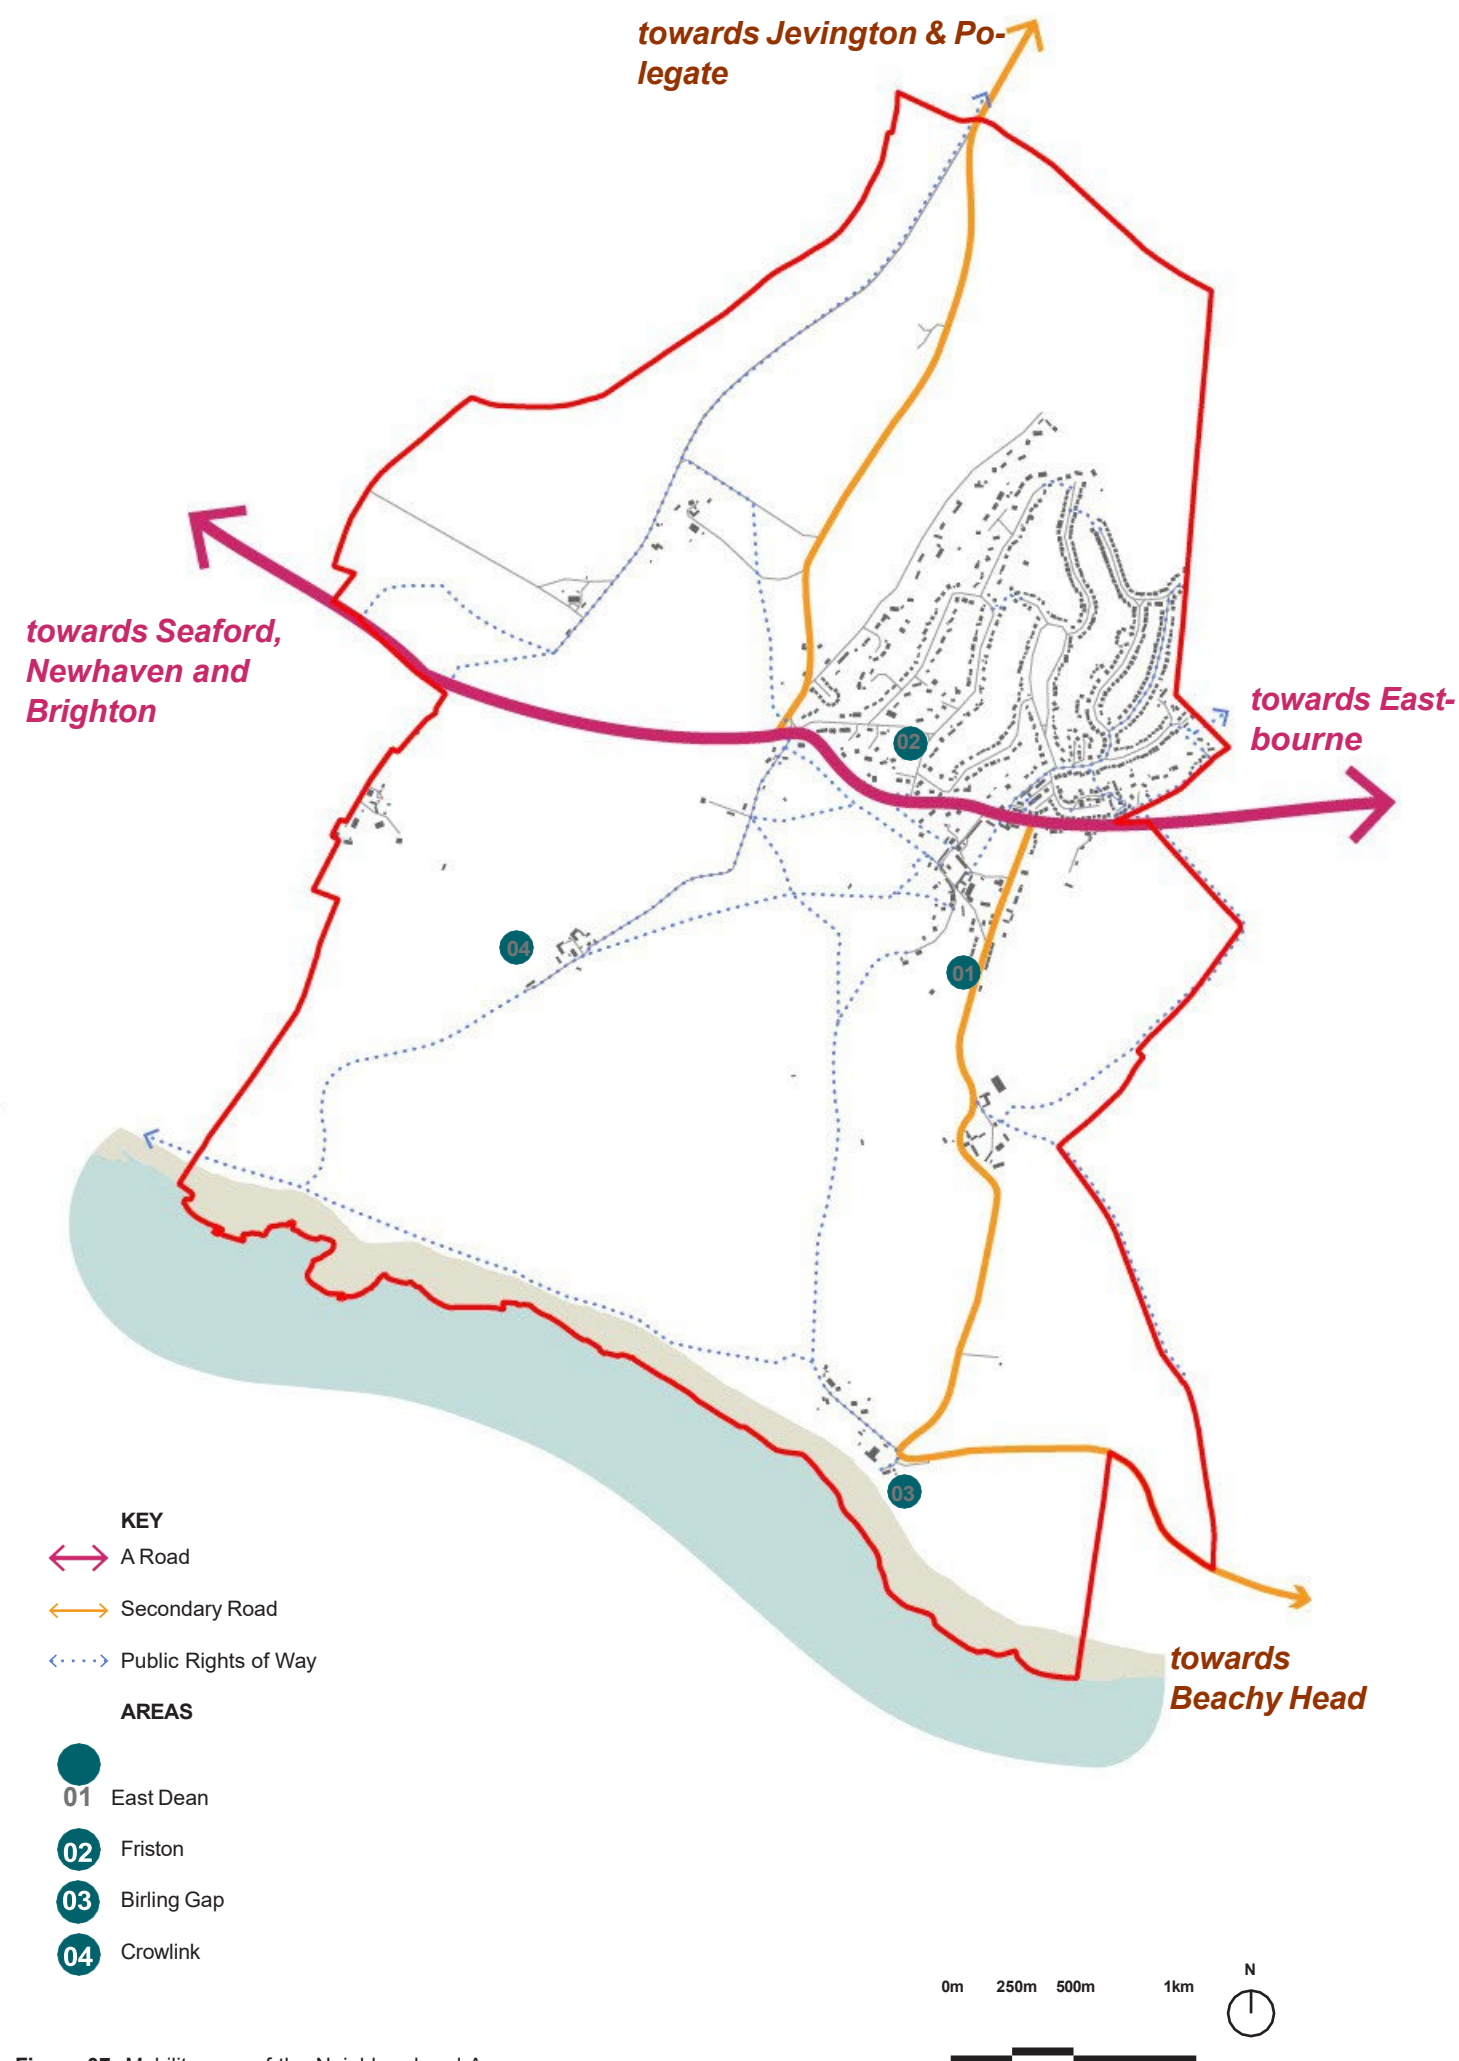 towards Jevington & Po-
legate
towards Seaford,
Newhaven and
Brighton
towards East-
bourne
02
04
01
03
KEY
A Road
Secondary Road
Public Rights of Way
AREAS
01 East Dean
02 Friston
03 Birling Gap
04 Crowlink
towards
Beachy Head
N
0m 250m 500m 1km